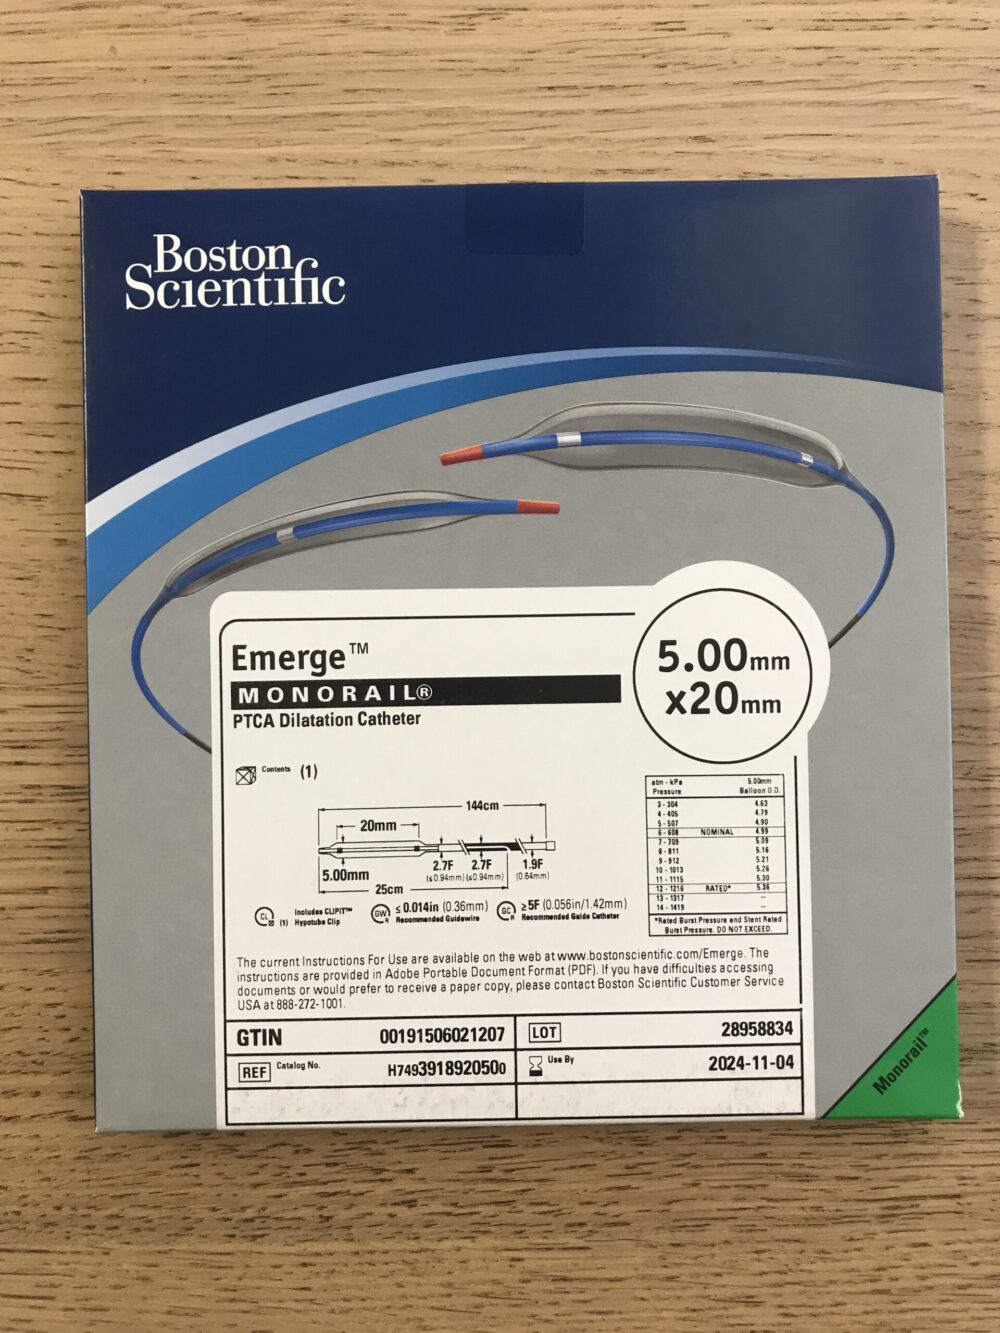 Boston
Scientific
Emerge™
MONORAIL®
PTCA Dilatation Catheter
5.00mm
x20mm
Contents (1)
144cm
20mm
5.00mm
25cm
2.7F
(≤0.94mm)
2.7F
(≤0.94mm)
1.9F
(0.64mm)
atm - kPa 5.00mm
Pressure Balloon O.D.
3 - 304 4.63
4 - 405 4.79
5 - 507 4.90
6 - 608 NOMINAL 4.99
7 - 709 5.09
8 - 811 5.16
9 - 912 5.21
10 - 1013 5.26
11 - 1115 5.30
12 - 1216 RATED* 5.36
13 - 1317 --
14 - 1419 --
*Rated Burst Pressure and Stent Rated
Burst Pressure. DO NOT EXCEED.
CL (1) Includes CLIPIT™
Hypotube Clip
GW R ≤ 0.014in (0.36mm)
Recommended Guidewire
GC R ≥5F (0.056in/1.42mm)
Recommended Guide Catheter
The current Instructions For Use are available on the web at www.bostonscientific.com/Emerge. The
instructions are provided in Adobe Portable Document Format (PDF). If you have difficulties accessing
documents or would prefer to receive a paper copy, please contact Boston Scientific Customer Service
USA at 888-272-1001.
GTIN 00191506021207
LOT 28958834
REF Catalog No. H7493918920500
Use By 2024-11-04
Monorail™